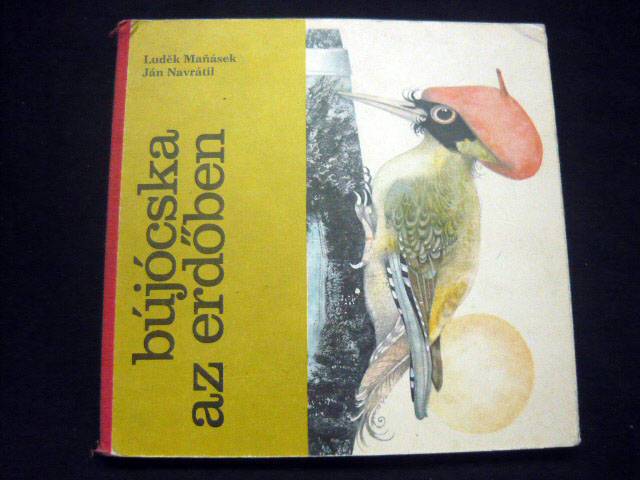 Luděk Maňásek
Ján Navrátil
bújócska
az erdőben